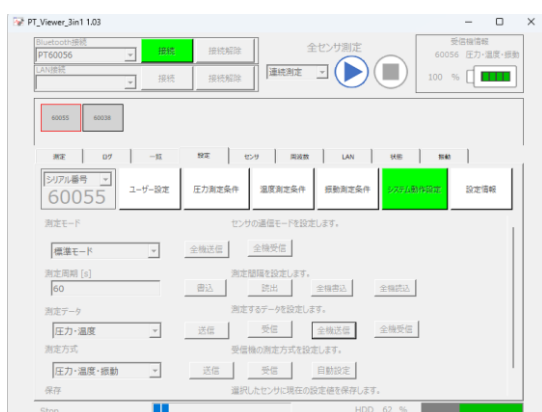 PT_Viewer_3in1 1.03
Bluetooth接続
PT60056 接続 接続解除
LAN接続
接続 接続解除
全センサ測定
連続測定
受信機情報
60056 圧力・温度・振動
100 %
60055 60038
測定 ログ 一覧 設定 センサ 周波数 LAN 状態
シリアル番号
60055
ユーザー設定 圧力測定条件 温度測定条件 振動測定条件 システム動作設定 設定情報
測定モード センサの通信モードを設定します。
標準モード 全機送信 全機受信
測定周期 [s] 測定間隔を設定します。
60 書込 読出 全機書込 全機読込
測定データ 測定するデータを設定します。
圧力・温度 送信 受信 全機送信 全機受信
測定方式 受信機の測定方式を設定します。
圧力・温度・振動 送信 受信 自動設定
保存 選択したセンサに現在の設定値を保存します。
Stop HDD 62 %